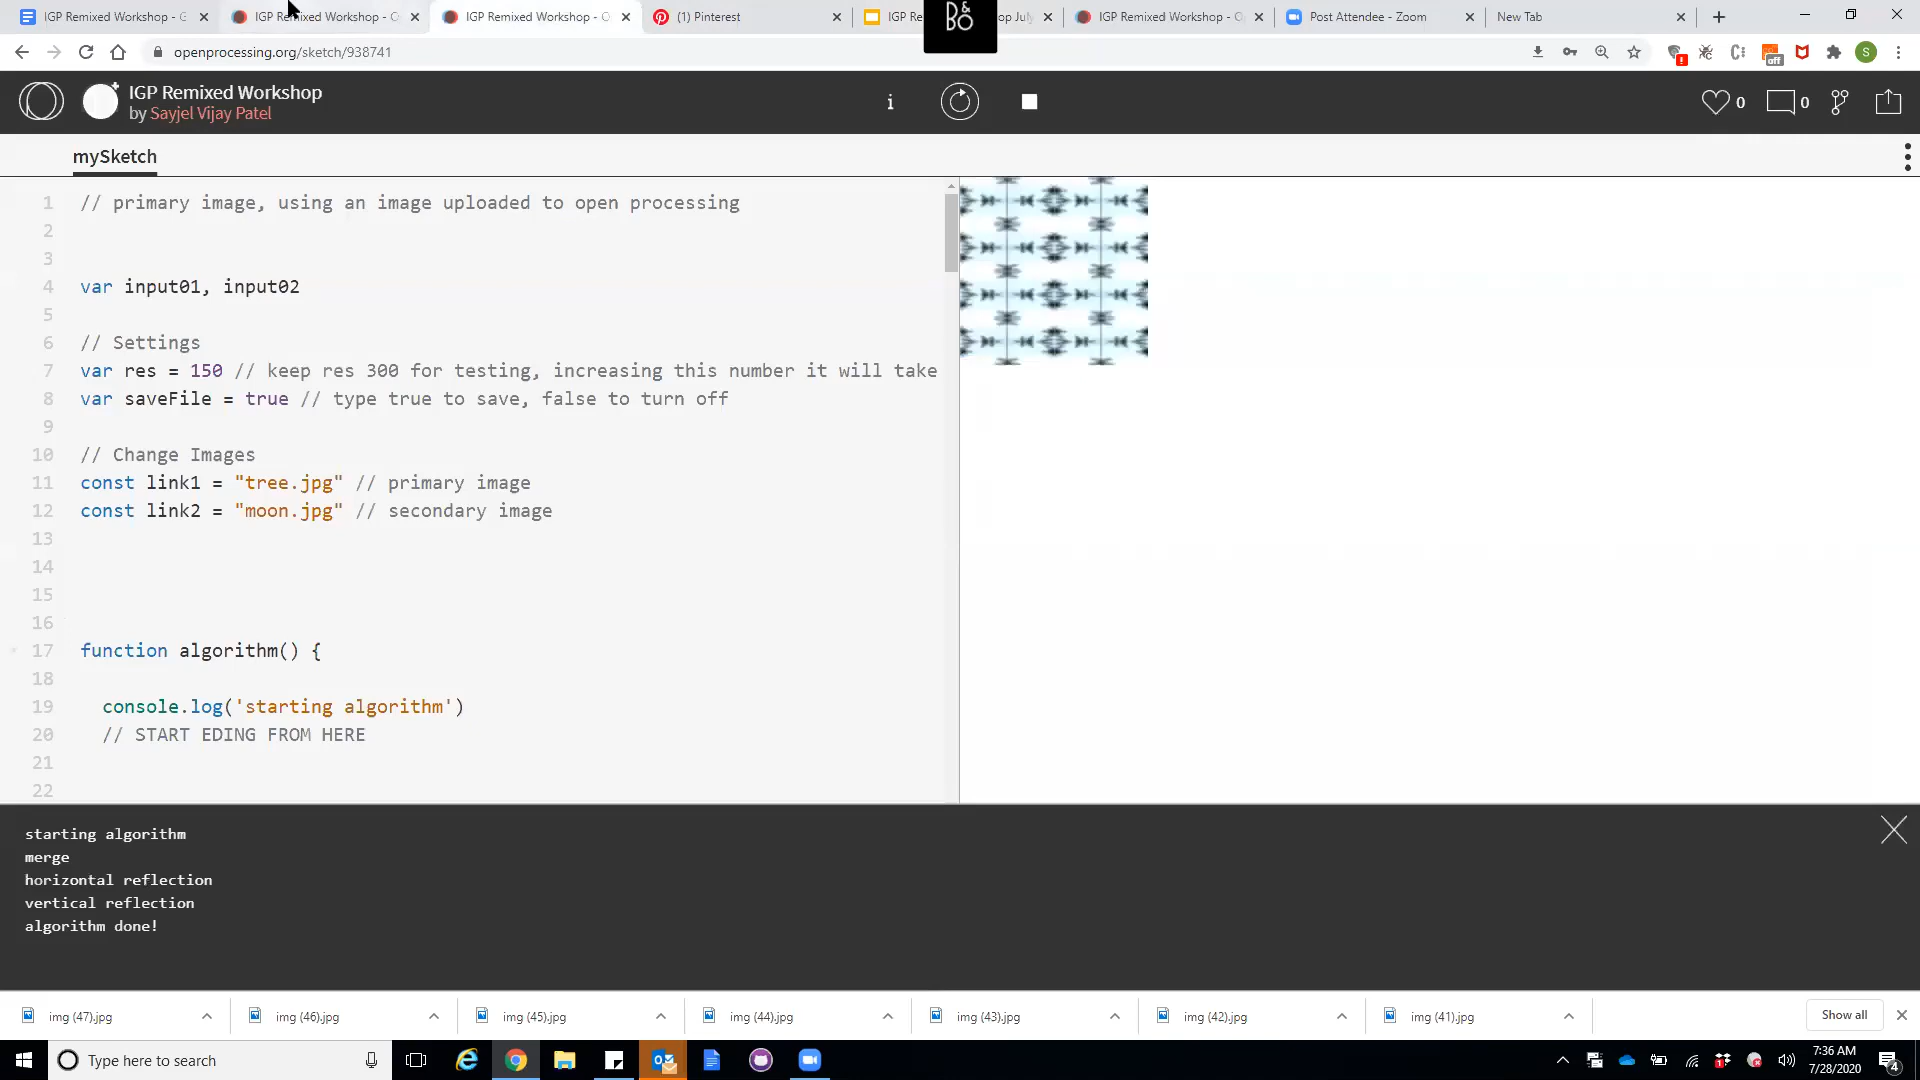 IGP Remixed Workshop - G
IGP Remixed Workshop - O
IGP Remixed Workshop - O
(1) Pinterest
IGP Re
op July
IGP Remixed Workshop - O
Post Attendee - Zoom
New Tab
B&
BO
openprocessing.org/sketch/938741
off
S
IGP Remixed Workshop
by Sayjel Vijay Patel
i
0
0
mySketch
1 // primary image, using an image uploaded to open processing
2
3
4 var input01, input02
5
6 // Settings
7 var res = 150 // keep res 300 for testing, increasing this number it will take
8 var saveFile = true // type true to save, false to turn off
9
10 // Change Images
11 const link1 = "tree.jpg" // primary image
12 const link2 = "moon.jpg" // secondary image
13
14
15
16
17 function algorithm() {
18
19 console.log('starting algorithm')
20 // START EDING FROM HERE
21
22
starting algorithm
merge
horizontal reflection
vertical reflection
algorithm done!
img (47).jpg
img (46).jpg
img (45).jpg
img (44).jpg
img (43).jpg
img (42).jpg
img (41).jpg
Show all
Type here to search
7:36 AM
7/28/2020
4